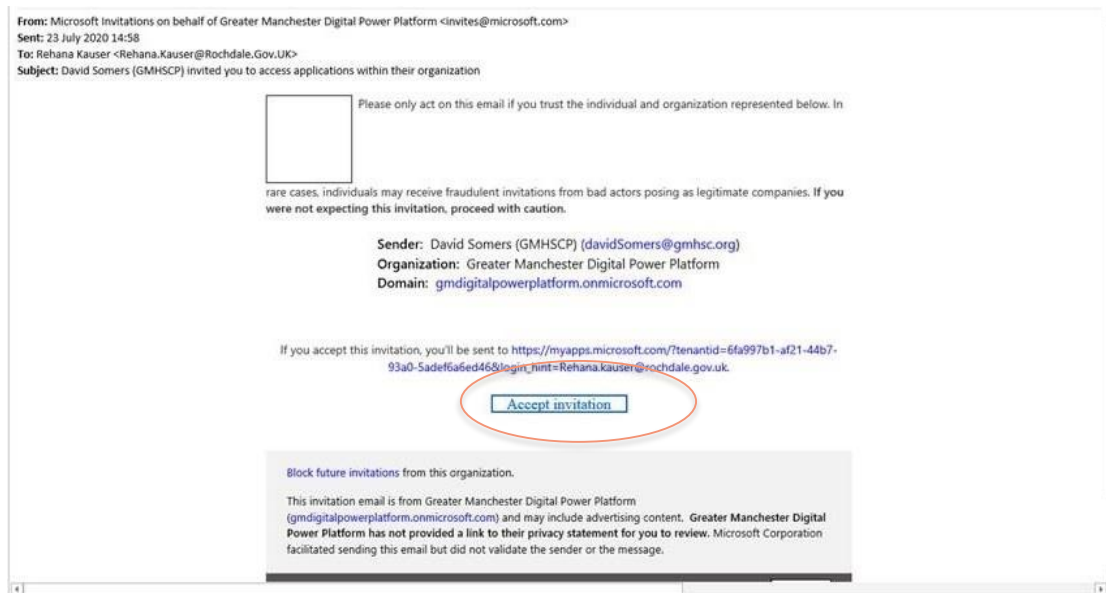 From: Microsoft Invitations on behalf of Greater Manchester Digital Power Platform <invites@microsoft.com>
Sent: 23 July 2020 14:58
To: Rehana Kauser <Rehana.Kauser@Rochdale.Gov.UK>
Subject: David Somers (GMHSCP) invited you to access applications within their organization
Please only act on this email if you trust the individual and organization represented below. In
rare cases, individuals may receive fraudulent invitations from bad actors posing as legitimate companies. If you
were not expecting this invitation, proceed with caution.
Sender: David Somers (GMHSCP) (davidSomers@gmhsc.org)
Organization: Greater Manchester Digital Power Platform
Domain: gmdigitalpowerplatform.onmicrosoft.com
If you accept this invitation, you'll be sent to https://myapps.microsoft.com/?tenantid=6fa997b1-af21-44b7-
93a0-5adef6a6ed46&login_hint=Rehana.kauser@rochdale.gov.uk.
Accept invitation
Block future invitations from this organization.
This invitation email is from Greater Manchester Digital Power Platform
(gmdigitalpowerplatform.onmicrosoft.com) and may include advertising content. Greater Manchester Digital
Power Platform has not provided a link to their privacy statement for you to review. Microsoft Corporation
facilitated sending this email but did not validate the sender or the message.